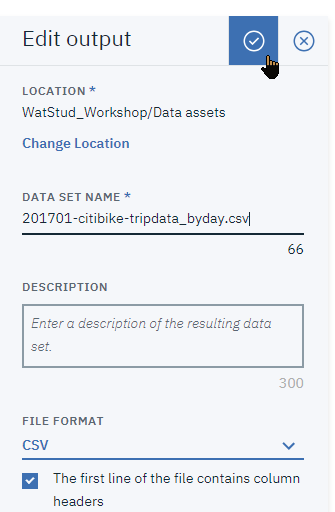 Edit output
LOCATION *
WatStud_Workshop/Data assets
Change Location
DATA SET NAME *
201701-citibike-tripdata_byday.csv
66
DESCRIPTION
Enter a description of the resulting data
set.
300
FILE FORMAT
CSV
The first line of the file contains column
headers